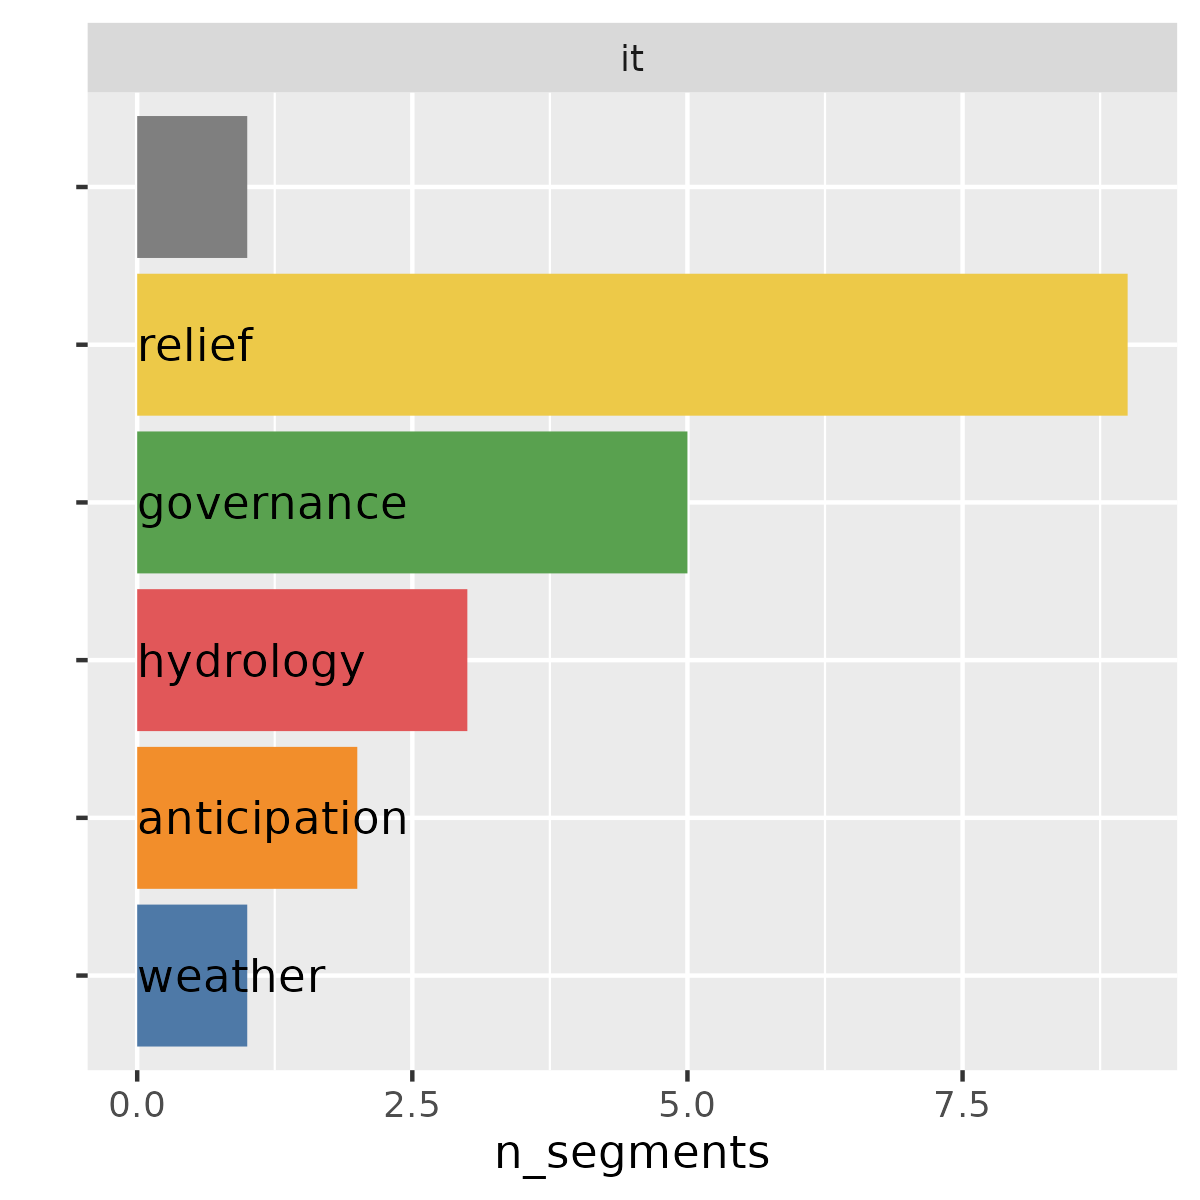 it
relief
governance
hydrology
anticipation
weather
0.0 2.5 5.0 7.5
n_segments